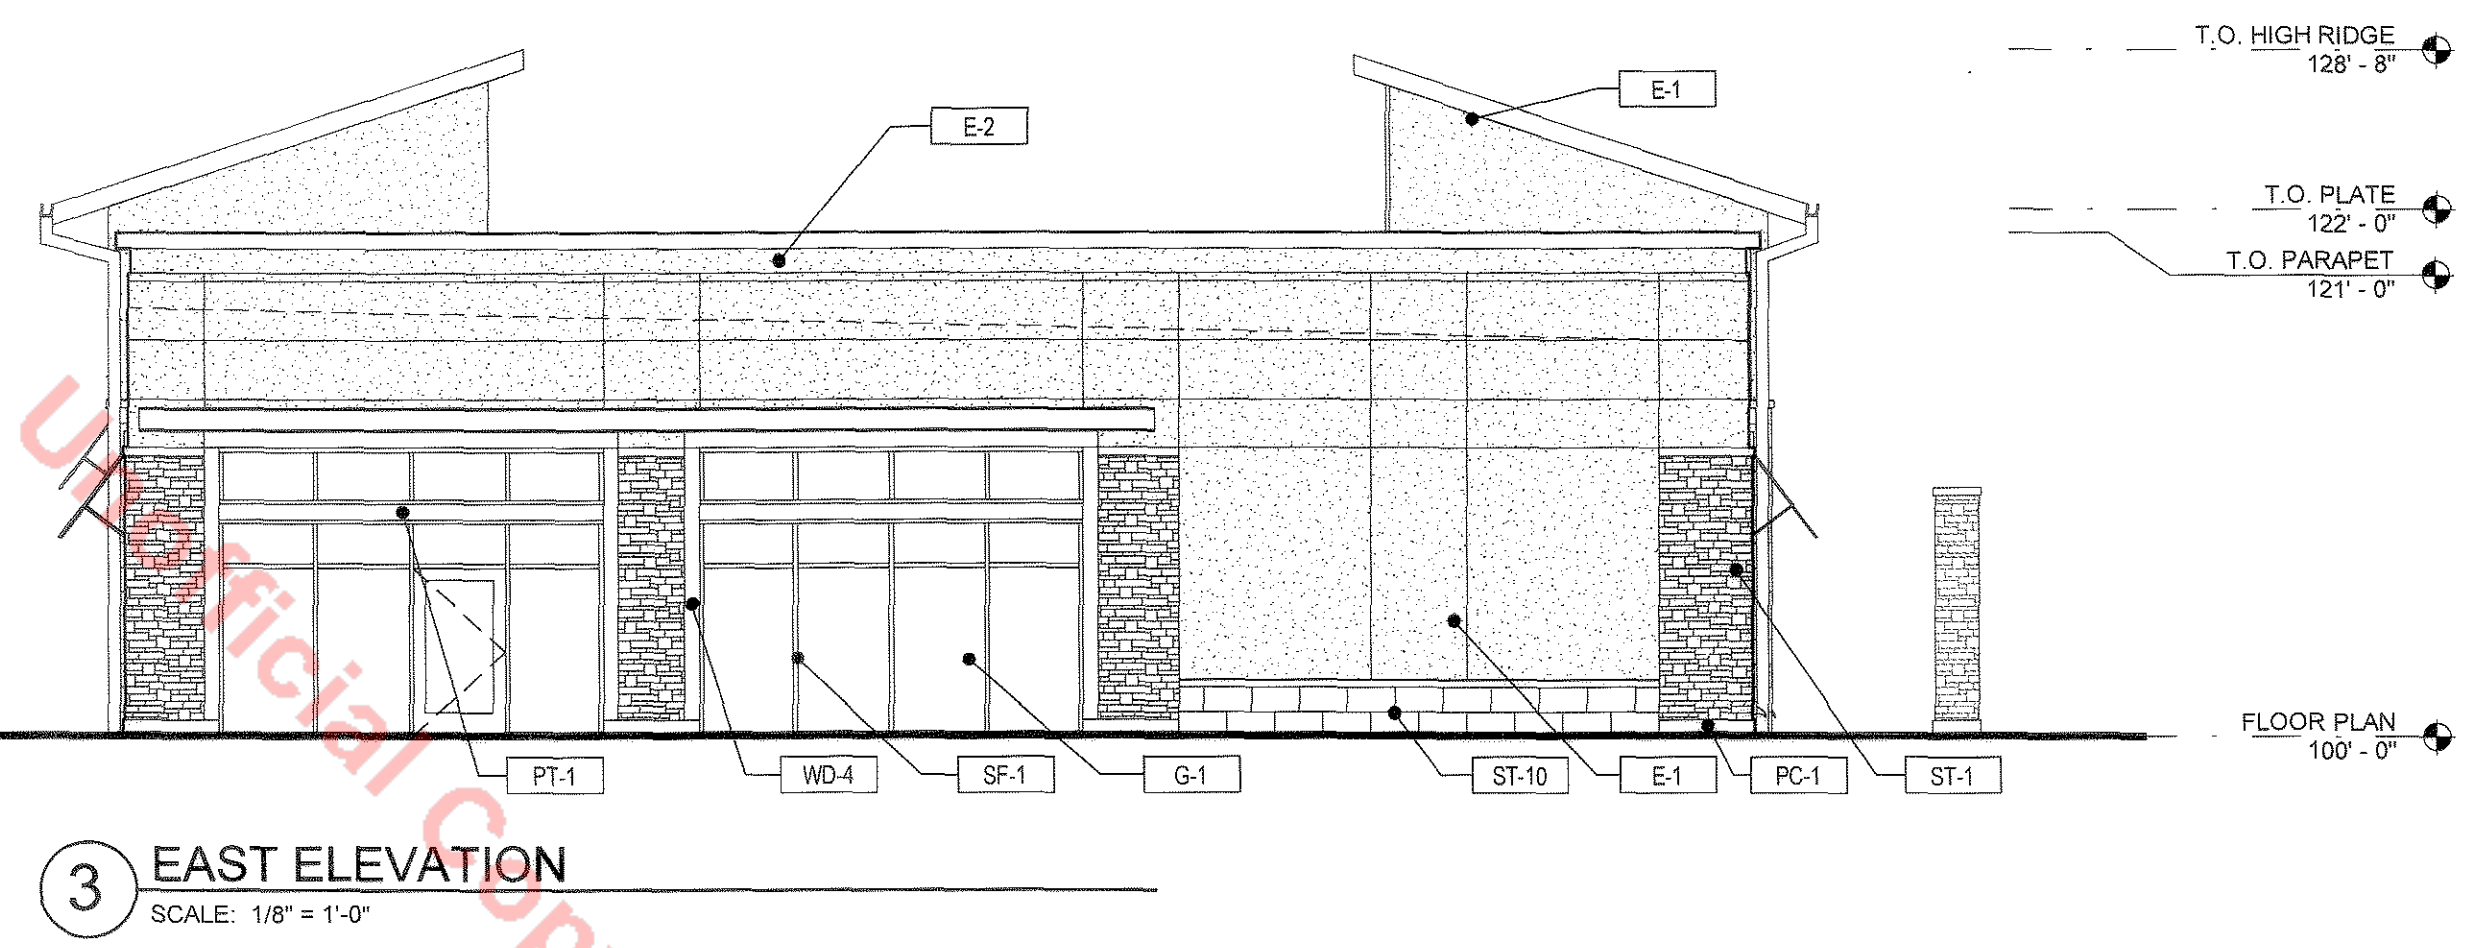 T.O. HIGH RIDGE
128' - 8"
E-1
E-2
T.O. PLATE
122' - 0"
T.O. PARAPET
121' - 0"
FLOOR PLAN
100' - 0"
PT-1
WD-4
SF-1
G-1
ST-10
E-1
PC-1
ST-1
3
EAST ELEVATION
SCALE: 1/8" = 1'-0"
Unofficial Cop